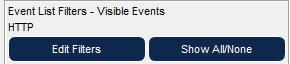 Event List Filters - Visible Events
HTTP
Edit Filters Show All/None